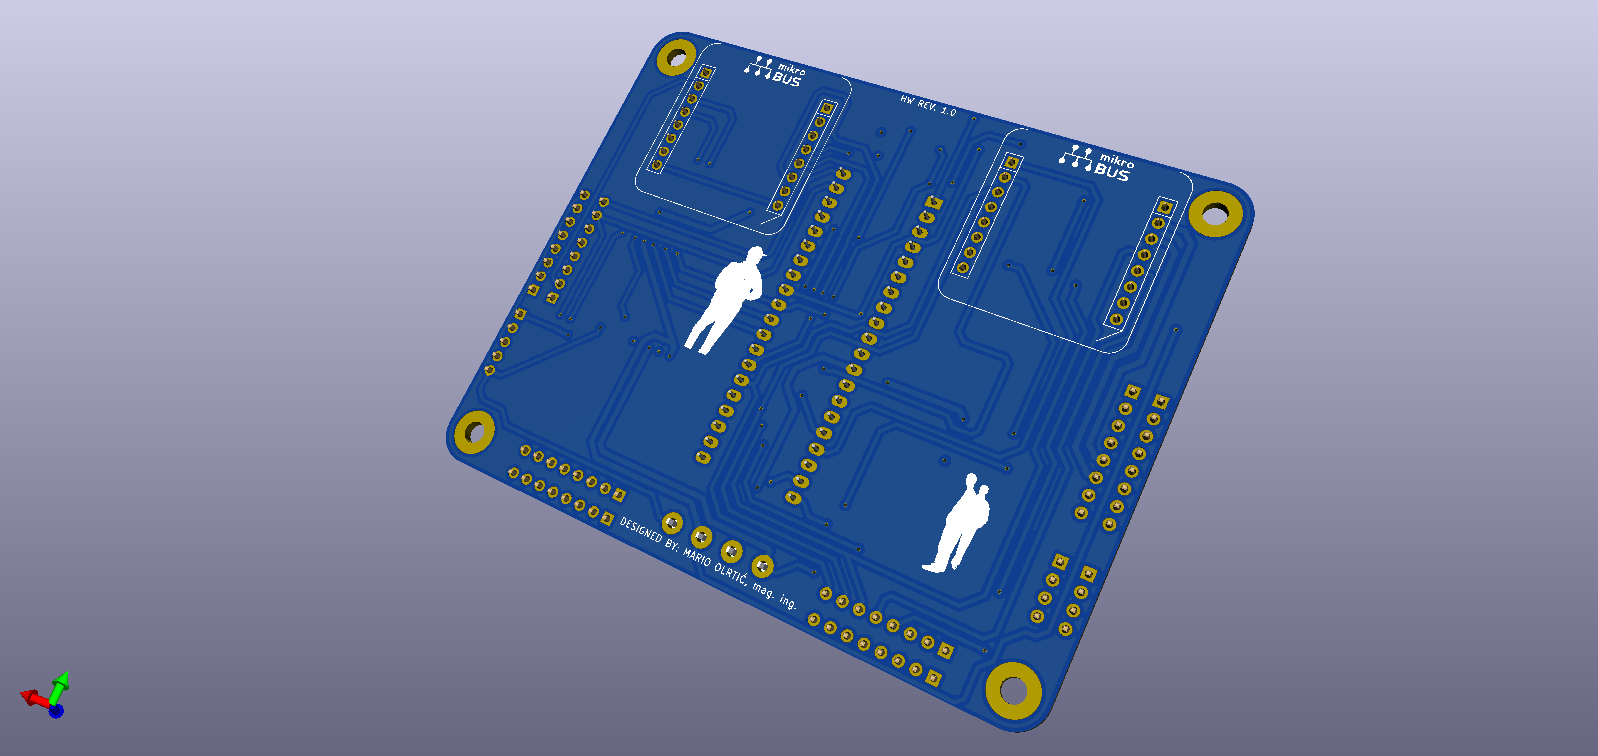 mikro
BUS
HW REV. 1.0
mikro
BUS
DESIGNED BY: MARIO OLRTIĆ, mag. ing.